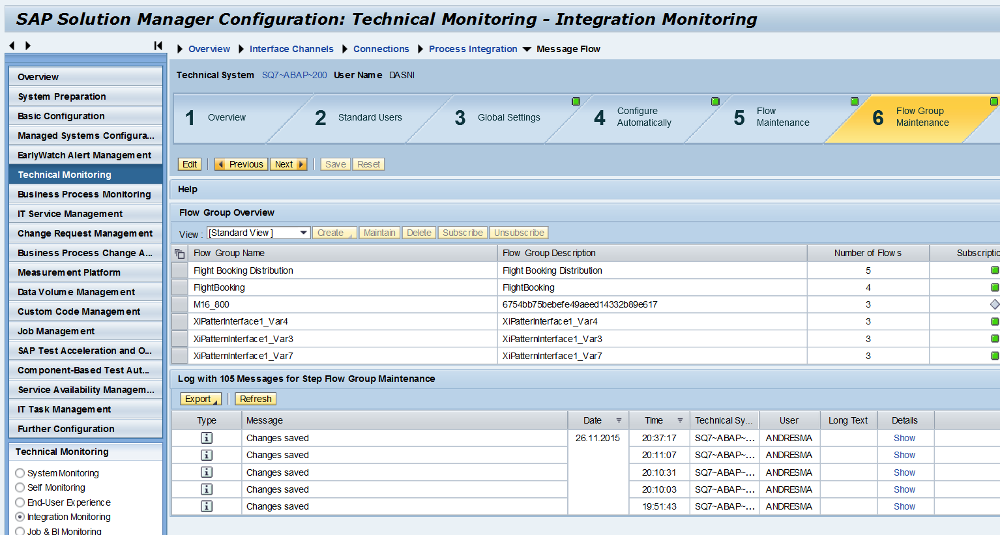 SAP Solution Manager Configuration: Technical Monitoring - Integration Monitoring
Overview Interface Channels Connections Process Integration Message Flow
Technical System SQ7~ABAP~200 User Name DASNI
Overview
System Preparation
Basic Configuration
Managed Systems Configura...
EarlyWatch Alert Management
Technical Monitoring
Business Process Monitoring
IT Service Management
Change Request Management
Business Process Change A...
Measurement Platform
Data Volume Management
Custom Code Management
Job Management
SAP Test Acceleration and O...
Component-Based Test Aut...
Service Availability Managem...
IT Task Management
Further Configuration
Technical Monitoring
System Monitoring
Self Monitoring
End-User Experience
Integration Monitoring
Job & BI Monitoring
1 Overview
2 Standard Users
3 Global Settings
4 Configure
Automatically
5 Flow
Maintenance
6 Flow Group
Maintenance
Edit Previous Next Save Reset
Help
Flow Group Overview
View : [Standard View] Create Maintain Delete Subscribe Unsubscribe
Flow Group Name Flow Group Description Number of Flows Subscriptio
Flight Booking Distribution Flight Booking Distribution 5
FlightBooking FlightBooking 4
M16_800 6754bb75bebefe49aeed14332b89e617 3
XiPatterInterface1_Var4 XiPatterInterface1_Var4 3
XiPatternInterface1_Var3 XiPatternInterface1_Var3 3
XiPatternInterface1_Var7 XiPatternInterface1_Var7 3
Log with 105 Messages for Step Flow Group Maintenance
Export Refresh
Type Message Date Time Technical Sy... User Long Text Details
Changes saved 26.11.2015 20:37:17 SQ7~ABAP~... ANDRESMA Show
Changes saved 20:11:07 SQ7~ABAP~... ANDRESMA Show
Changes saved 20:10:31 SQ7~ABAP~... ANDRESMA Show
Changes saved 20:10:03 SQ7~ABAP~... ANDRESMA Show
Changes saved 19:51:43 SQ7~ABAP~... ANDRESMA Show